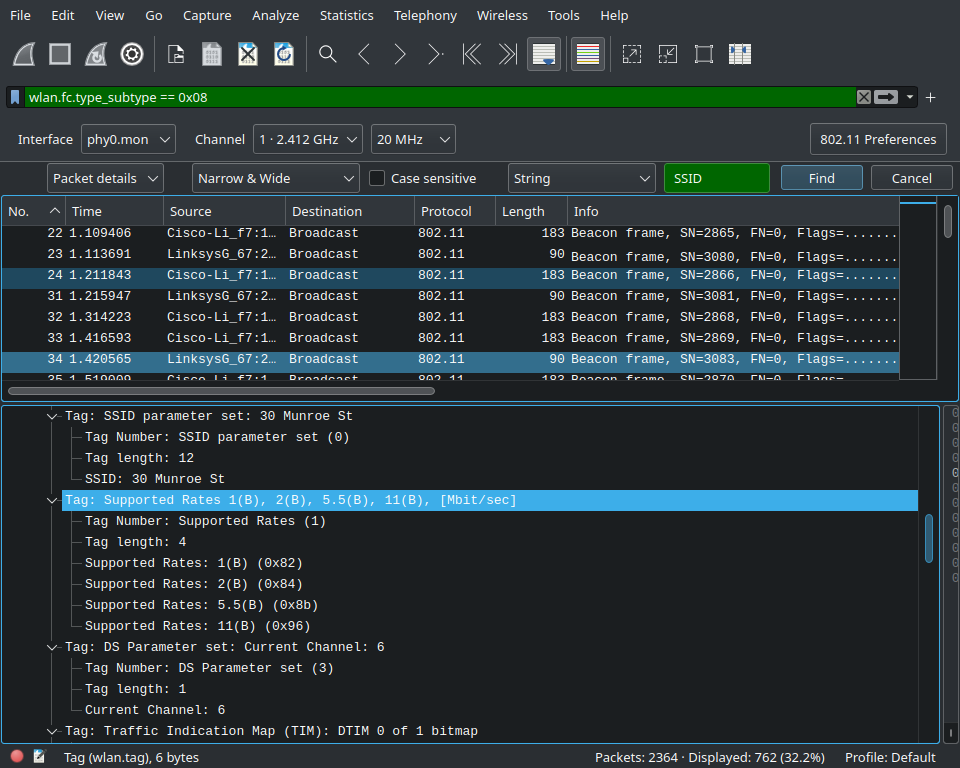 File Edit View Go Capture Analyze Statistics Telephony Wireless Tools Help
wlan.fc.type_subtype == 0x08
Interface phy0.mon Channel 1 · 2.412 GHz 20 MHz 802.11 Preferences
Packet details Narrow & Wide Case sensitive String SSID Find Cancel
No. Time Source Destination Protocol Length Info
22 1.109406 Cisco-Li_f7:1… Broadcast 802.11 183 Beacon frame, SN=2865, FN=0, Flags=.......
23 1.113691 LinksysG_67:2… Broadcast 802.11 90 Beacon frame, SN=3080, FN=0, Flags=.......
24 1.211843 Cisco-Li_f7:1… Broadcast 802.11 183 Beacon frame, SN=2866, FN=0, Flags=.......
31 1.215947 LinksysG_67:2… Broadcast 802.11 90 Beacon frame, SN=3081, FN=0, Flags=.......
32 1.314223 Cisco-Li_f7:1… Broadcast 802.11 183 Beacon frame, SN=2868, FN=0, Flags=.......
33 1.416593 Cisco-Li_f7:1… Broadcast 802.11 183 Beacon frame, SN=2869, FN=0, Flags=.......
34 1.420565 LinksysG_67:2… Broadcast 802.11 90 Beacon frame, SN=3083, FN=0, Flags=.......
35 1.519009 Cisco-Li_f7:1… Broadcast 802.11 183 Beacon frame, SN=2870, FN=0, Flags=
Tag: SSID parameter set: 30 Munroe St
Tag Number: SSID parameter set (0)
Tag length: 12
SSID: 30 Munroe St
Tag: Supported Rates 1(B), 2(B), 5.5(B), 11(B), [Mbit/sec]
Tag Number: Supported Rates (1)
Tag length: 4
Supported Rates: 1(B) (0x82)
Supported Rates: 2(B) (0x84)
Supported Rates: 5.5(B) (0x8b)
Supported Rates: 11(B) (0x96)
Tag: DS Parameter set: Current Channel: 6
Tag Number: DS Parameter set (3)
Tag length: 1
Current Channel: 6
Tag: Traffic Indication Map (TIM): DTIM 0 of 1 bitmap
Tag (wlan.tag), 6 bytes Packets: 2364 · Displayed: 762 (32.2%) Profile: Default